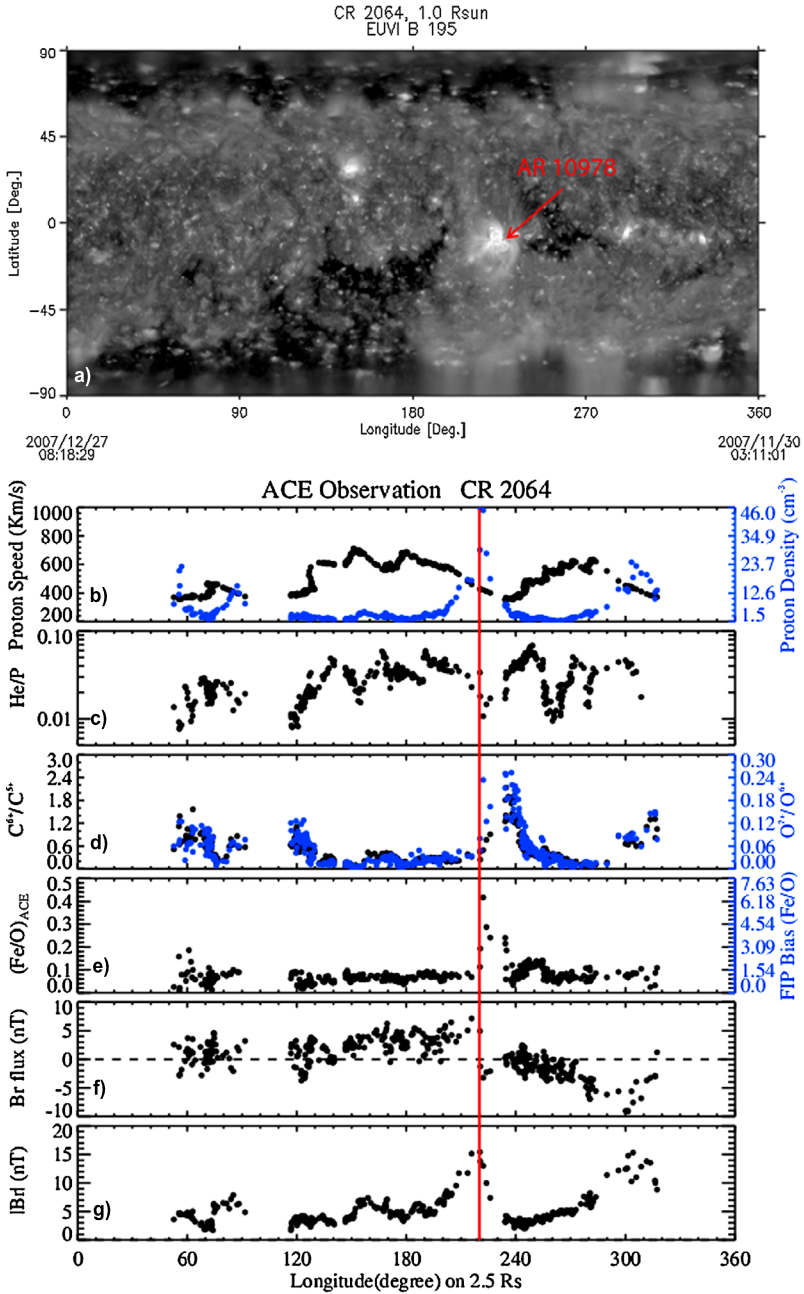 CR 2064, 1.0 Rsun
EUVI B 195
90
45
0
−45
−90
Latitude [Deg.]
AR 10978
a)
0 90 180 270 360
Longitude [Deg.]
2007/12/27
08:18:29
2007/11/30
03:11:01
ACE Observation CR 2064
Proton Speed (Km/s)
1000
800
600
400
200
b)
46.0
34.9
23.7
12.6
1.5
Proton Density (cm⁻³)
He/P
0.10
0.01
c)
C⁶⁺/C⁵⁺
3.0
2.4
1.8
1.2
0.6
0.0
d)
0.30
0.24
0.18
0.12
0.06
0.00
O⁷⁺/O⁶⁺
(Fe/O)ACE
0.5
0.4
0.3
0.2
0.1
0.0
e)
7.63
6.18
4.54
3.09
1.54
0.0
FIP Bias (Fe/O)
Br flux (nT)
10
5
0
-5
-10
f)
|Br| (nT)
20
15
10
5
0
g)
0 60 120 180 240 300 360
Longitude(degree) on 2.5 Rs